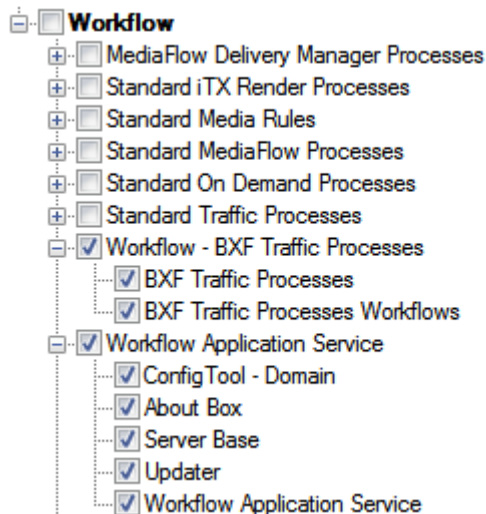 Workflow
MediaFlow Delivery Manager Processes
Standard iTX Render Processes
Standard Media Rules
Standard MediaFlow Processes
Standard On Demand Processes
Standard Traffic Processes
Workflow - BXF Traffic Processes
BXF Traffic Processes
BXF Traffic Processes Workflows
Workflow Application Service
ConfigTool - Domain
About Box
Server Base
Updater
Workflow Application Service